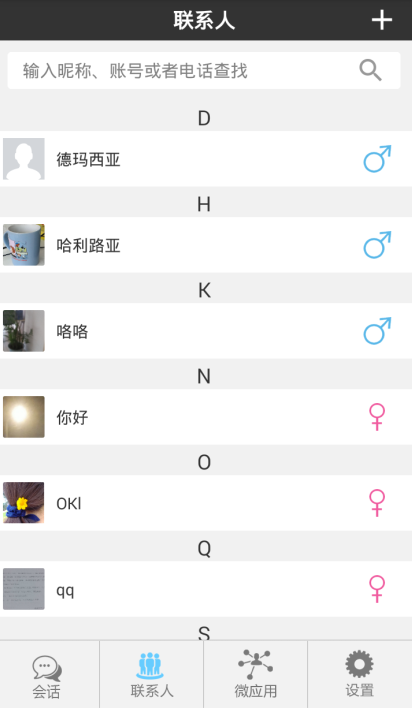 联系人
输入昵称、账号或者电话查找
D
德玛西亚
H
哈利路亚
K
咯咯
N
你好
O
OKl
Q
qq
S
会话 联系人 微应用 设置